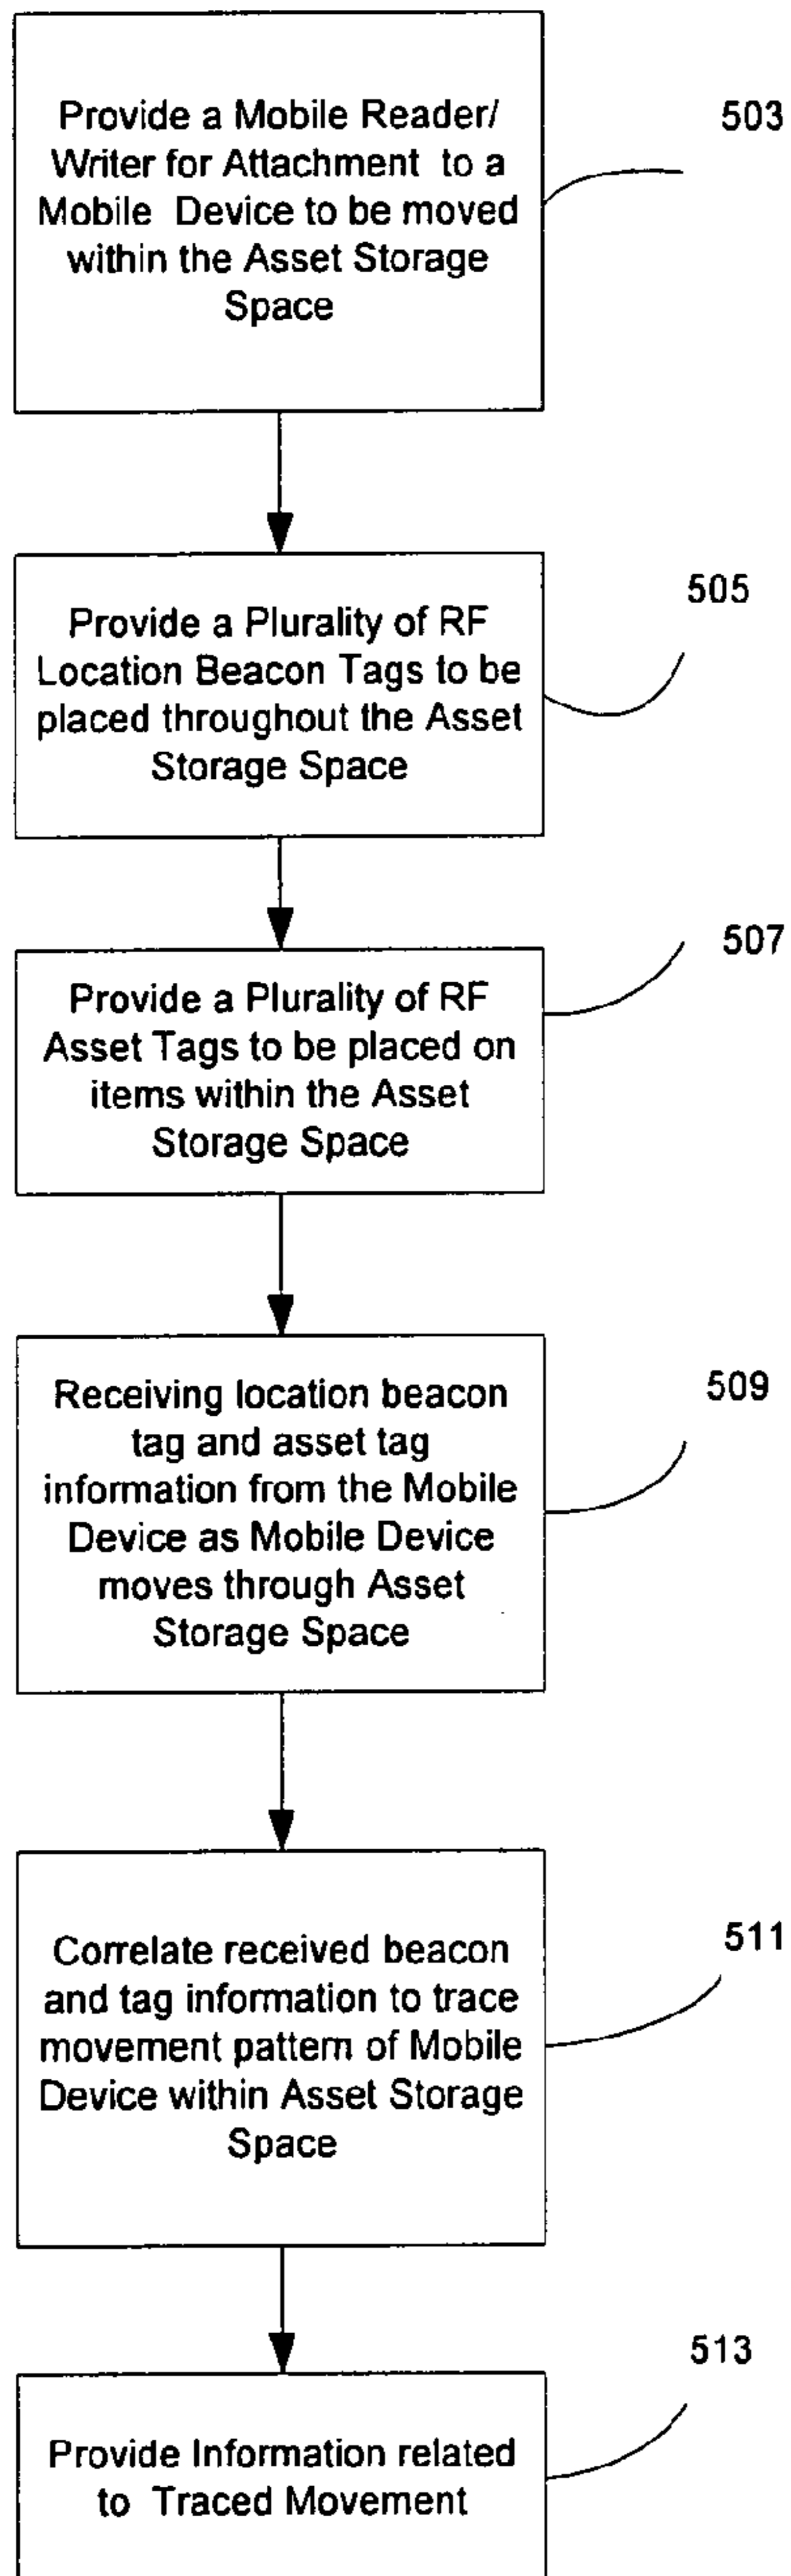 Provide a Mobile Reader/
Writer for Attachment to a
Mobile Device to be moved
within the Asset Storage
Space
503
Provide a Plurality of RF
Location Beacon Tags to be
placed throughout the Asset
Storage Space
505
Provide a Plurality of RF
Asset Tags to be placed on
items within the Asset
Storage Space
507
Receiving location beacon
tag and asset tag
information from the Mobile
Device as Mobile Device
moves through Asset
Storage Space
509
Correlate received beacon
and tag information to trace
movement pattern of Mobile
Device within Asset Storage
Space
511
Provide Information related
to Traced Movement
513